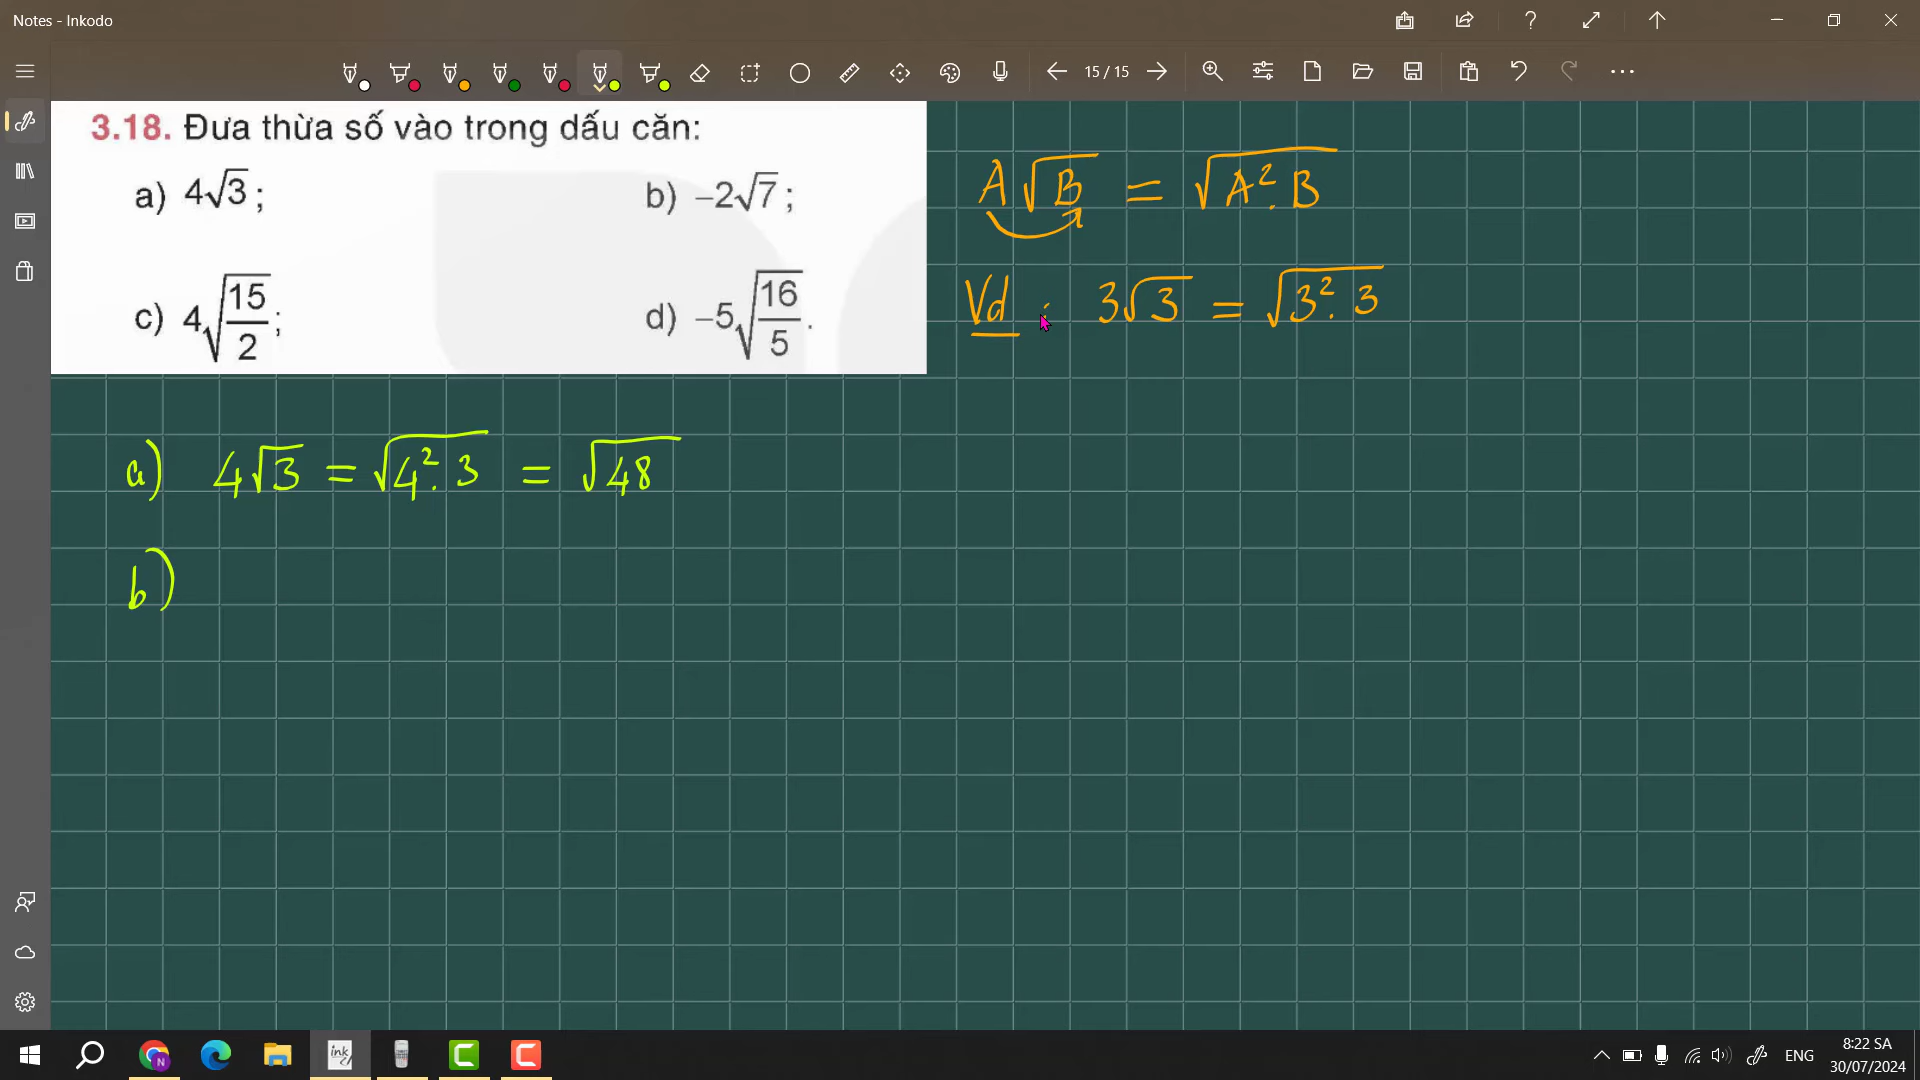 Notes - Inkodo
15 / 15
3.18. Đưa thừa số vào trong dấu căn:
a) 4√3 ; b) −2√7 ;
c) 4√(15/2) ; d) −5√(16/5) .
A√B = √(A² . B)
Vd : 3√3 = √(3² . 3)
a) 4√3 = √(4² . 3) = √48
b)
N
ink
ENG
8:22 SA
30/07/2024